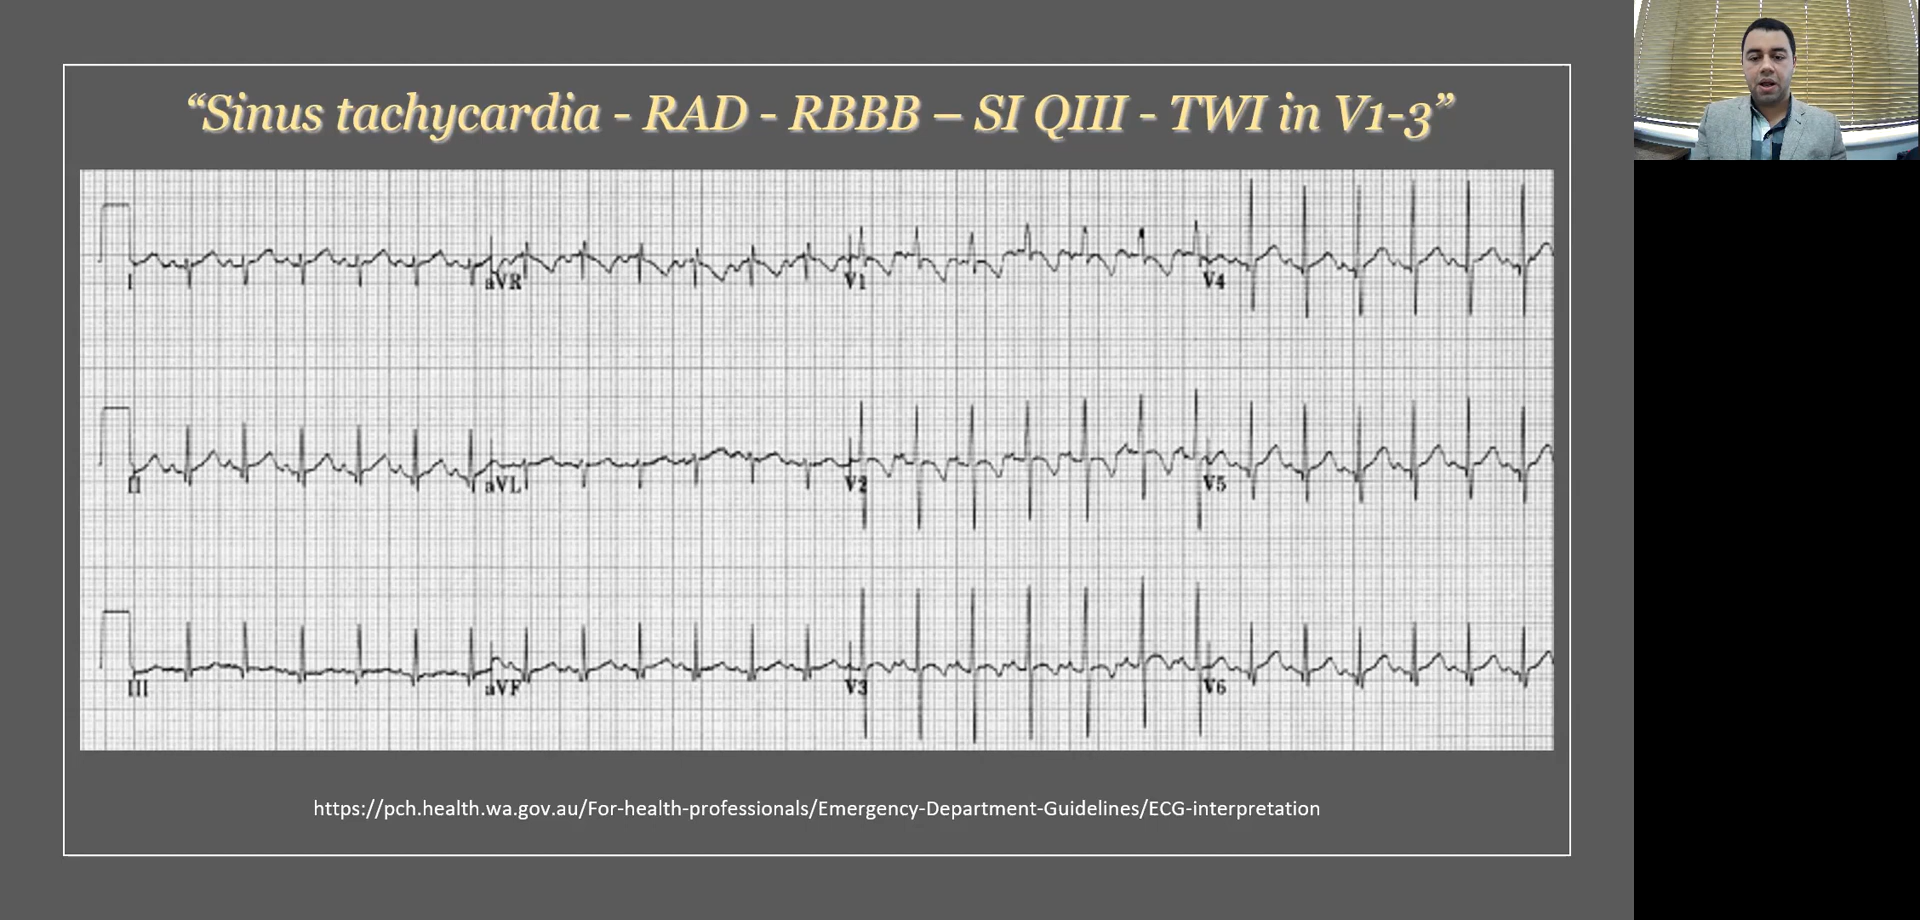 “Sinus tachycardia - RAD - RBBB – SI QIII - TWI in V1-3”
I aVR V1 V4
II aVL V2 V5
III aVF V3 V6
https://pch.health.wa.gov.au/For-health-professionals/Emergency-Department-Guidelines/ECG-interpretation